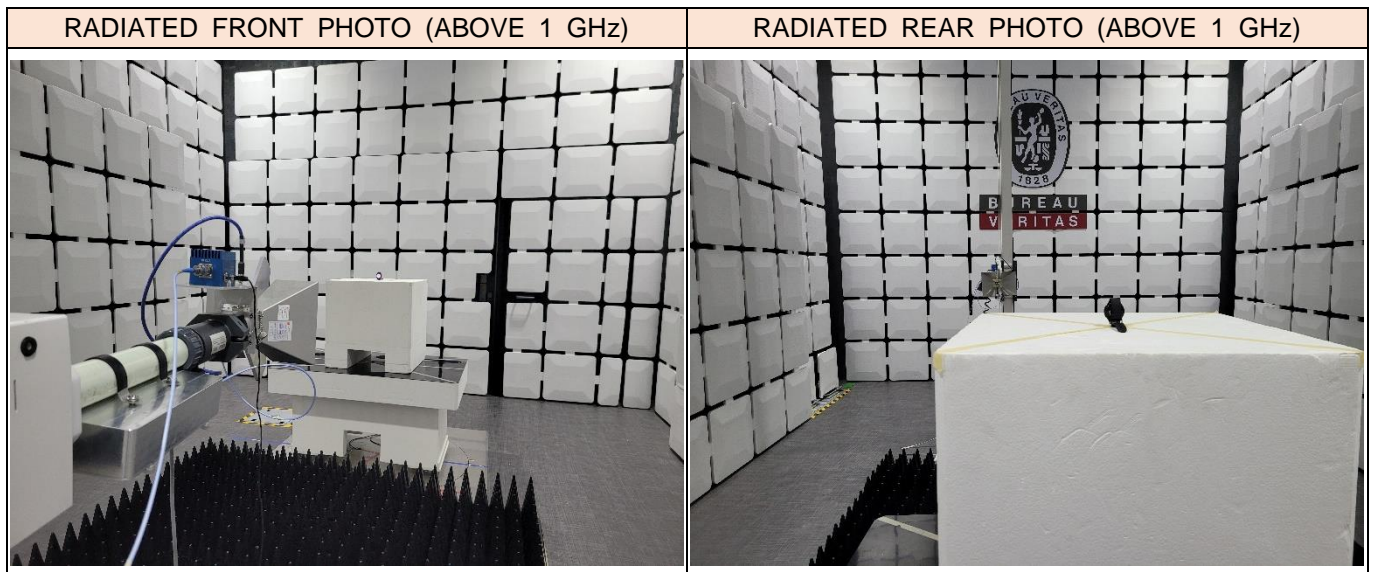 RADIATED FRONT PHOTO (ABOVE 1 GHz)
RADIATED REAR PHOTO (ABOVE 1 GHz)
1828
BUREAU
VERITAS